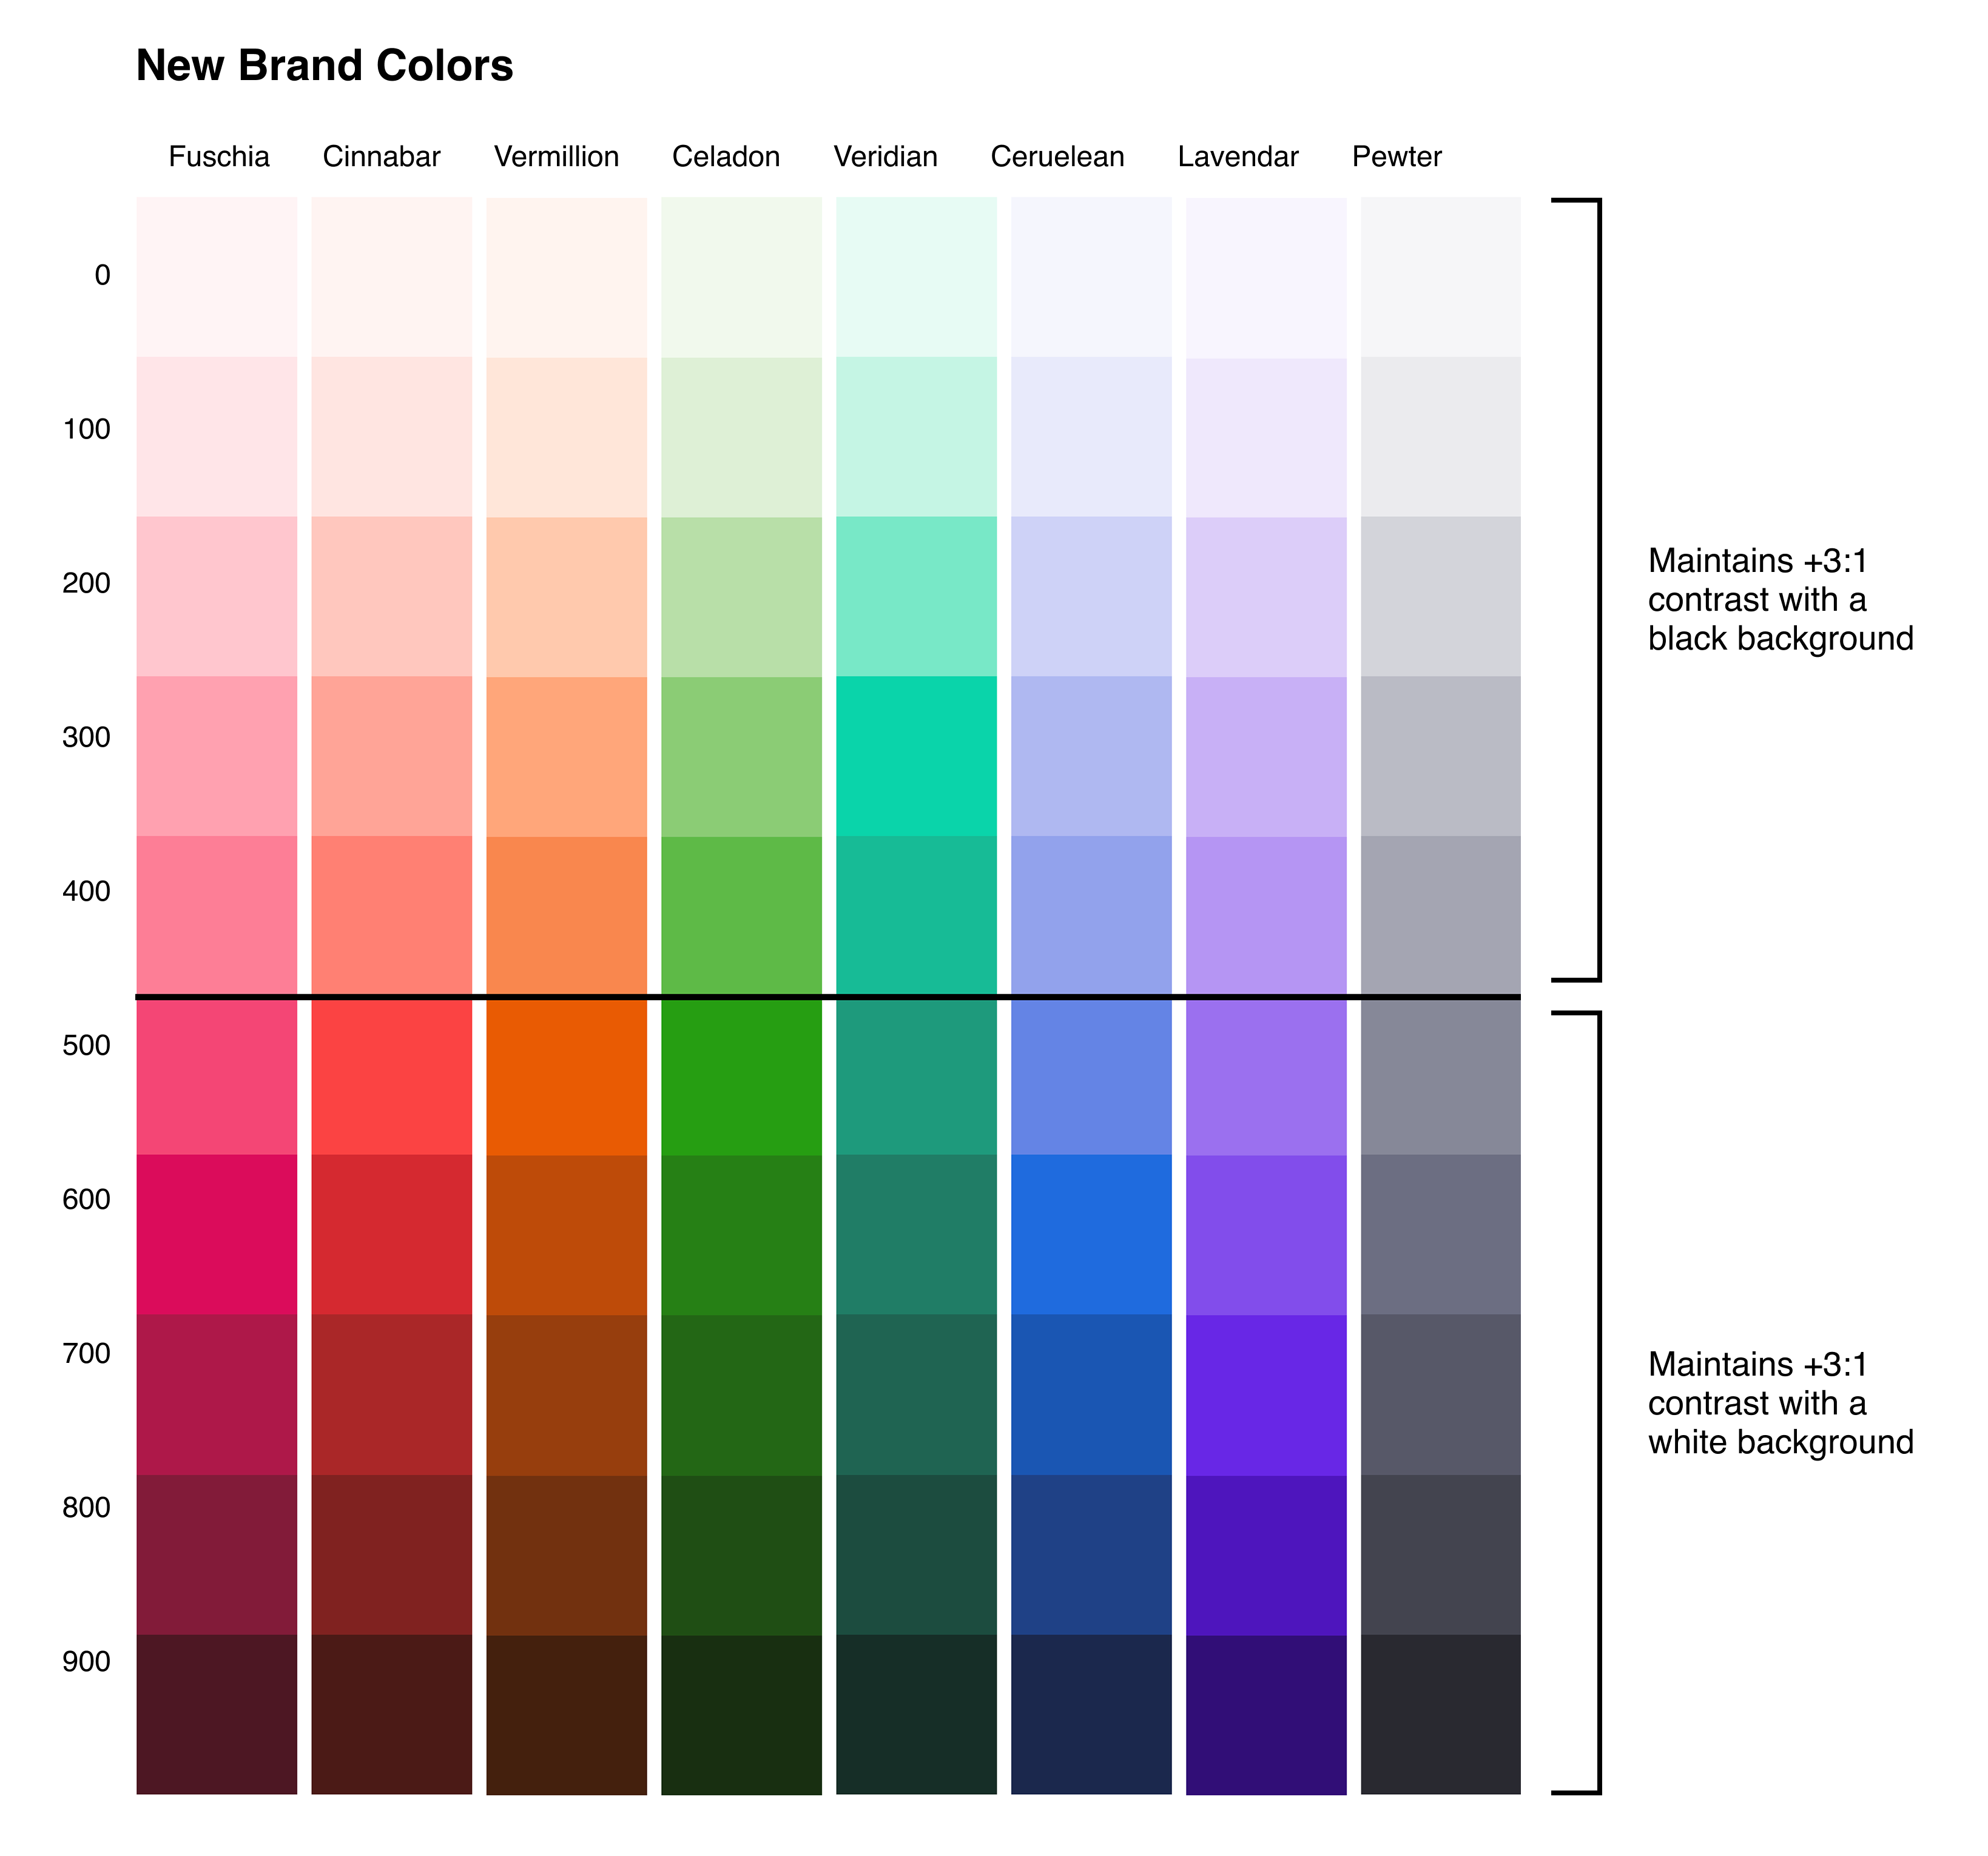 New Brand Colors
Fuschia Cinnabar Vermillion Celadon Veridian Ceruelean Lavendar Pewter
0
100
200
300
400
500
600
700
800
900
Maintains +3:1
contrast with a
black background
Maintains +3:1
contrast with a
white background